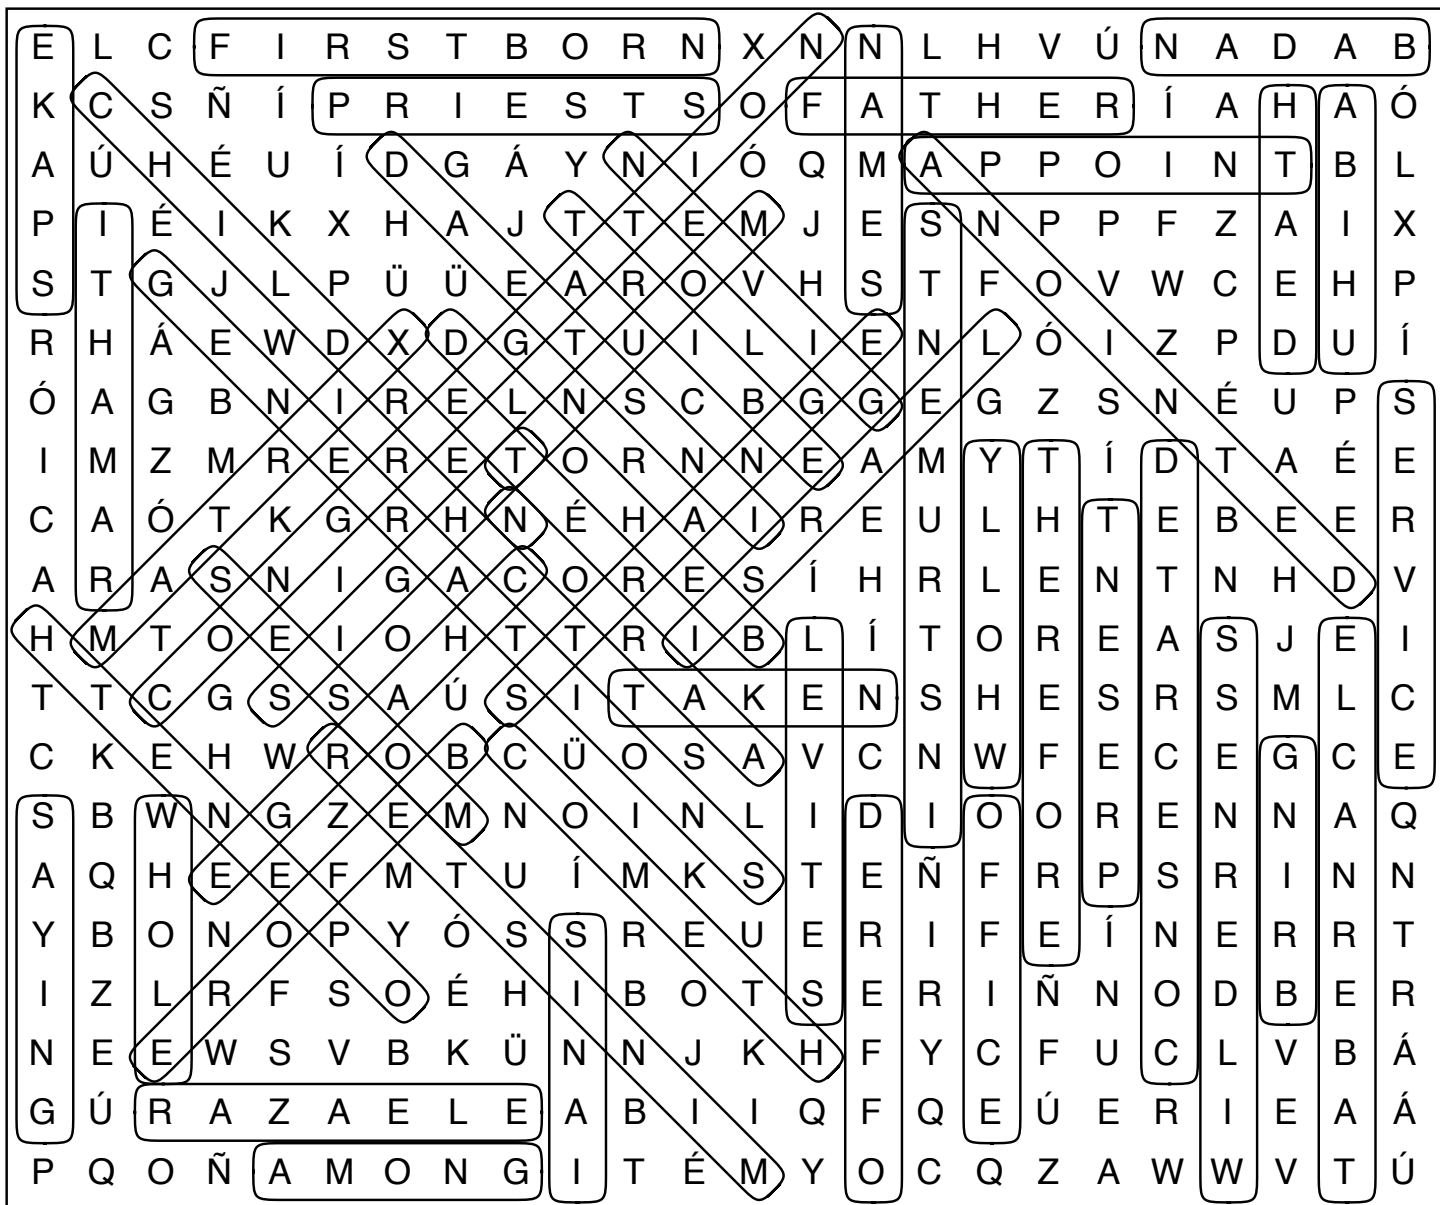 E L C F I R S T B O R N X N N L H V Ú N A D A B
K C S Ñ Í P R I E S T S O F A T H E R Í A H A Ó
A Ú H É U Í D G Á Y N I Ó Q M A P P O I N T B L
P I É I K X H A J T T E M J E S N P P F Z A I X
S T G J L P Ü Ü E A R O V H S T F O V W C E H P
R H Á E W D X D G T U I L I E N L Ó I Z P D U Í
Ó A G B N I R E L N S C B G G E G Z S N É U P S
I M Z M R E R E T O R N N E A M Y T Í D T A É E
C A Ó T K G R H N É H A I R E U L H T E B E E R
A R A S N I G A C O R E S Í H R L E N T N H D V
H M T O E I O H T T R I B L Í T O R E A S J E I
T T C G S S A Ú S I T A K E N S H E S R S M L C
C K E H W R O B C Ü O S A V C N W F E C E G C E
S B W N G Z E M N O I N L I D I O O R E N N A Q
A Q H E E F M T U Í M K S T E Ñ F R P S R I N N
Y B O N O P Y Ó S S R E U E R I F E Í N E R R T
I Z L R F S O É H I B O T S E R I Ñ N O D B E R
N E E W S V B K Ü N N J K H F Y C F U C L V B Á
G Ú R A Z A E L E A B I I Q F Q E Ú E R I E A Á
P Q O Ñ A M O N G I T É M Y O C Q Z A W W V T Ú